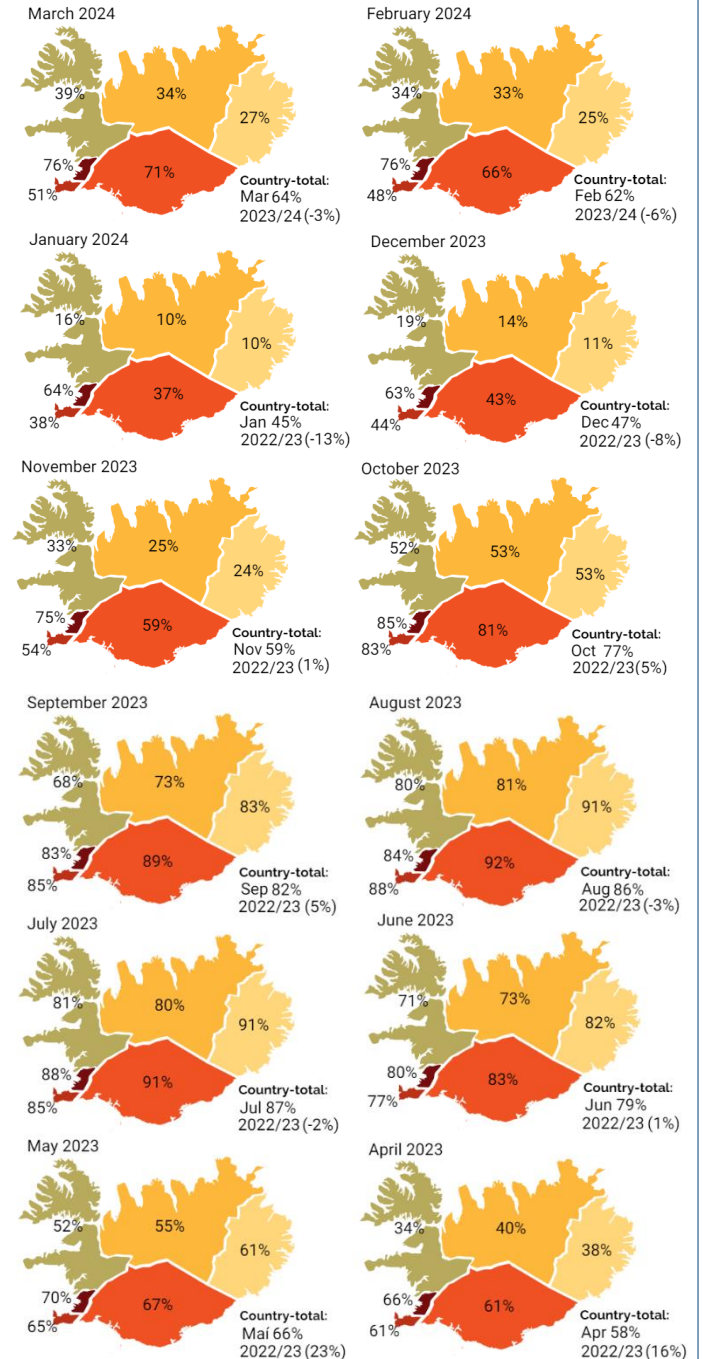 March 2024
39%
34%
27%
76%
71%
51%
Country-total:
Mar 64%
2023/24 (-3%)
February 2024
34%
33%
25%
76%
66%
48%
Country-total:
Feb 62%
2023/24 (-6%)
January 2024
16%
10%
10%
64%
37%
38%
Country-total:
Jan 45%
2022/23 (-13%)
December 2023
19%
14%
11%
63%
43%
44%
Country-total:
Dec 47%
2022/23 (-8%)
November 2023
33%
25%
24%
75%
59%
54%
Country-total:
Nov 59%
2022/23 (1%)
October 2023
52%
53%
53%
85%
81%
83%
Country-total:
Oct 77%
2022/23(5%)
September 2023
68%
73%
83%
83%
89%
85%
Country-total:
Sep 82%
2022/23 (5%)
August 2023
80%
81%
91%
84%
92%
88%
Country-total:
Aug 86%
2022/23 (-3%)
July 2023
81%
80%
91%
88%
91%
85%
Country-total:
Jul 87%
2022/23 (-2%)
June 2023
71%
73%
82%
80%
83%
77%
Country-total:
Jun 79%
2022/23 (1%)
May 2023
52%
55%
61%
70%
67%
65%
Country-total:
Maí 66%
2022/23 (23%)
April 2023
34%
40%
38%
66%
61%
61%
Country-total:
Apr 58%
2022/23 (16%)